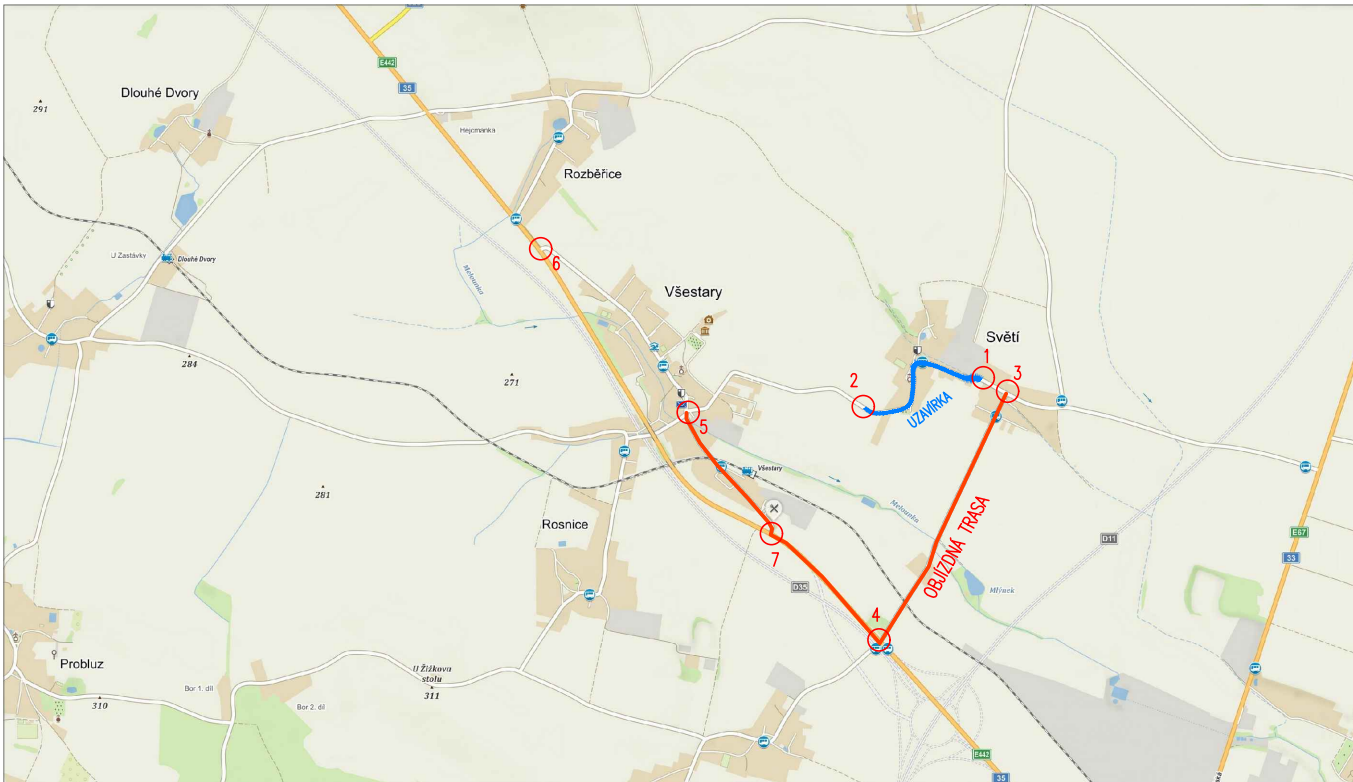 E442
35
Dlouhé Dvory
291
Hejcmanka
Rozběřice
U Zastávky
Dlouhé Dvory
6
Melounka
Všestary
284
271
Světí
1
3
2
UZAVÍRKA
5
Všestary
281
Rosnice
7
Melounka
OBJÍZDNÁ TRASA
D11
E67
33
D35
Mlýnek
4
Probluz
U Žižkova
stolu
311
Bor 1. díl
310
Bor 2. díl
E442
35